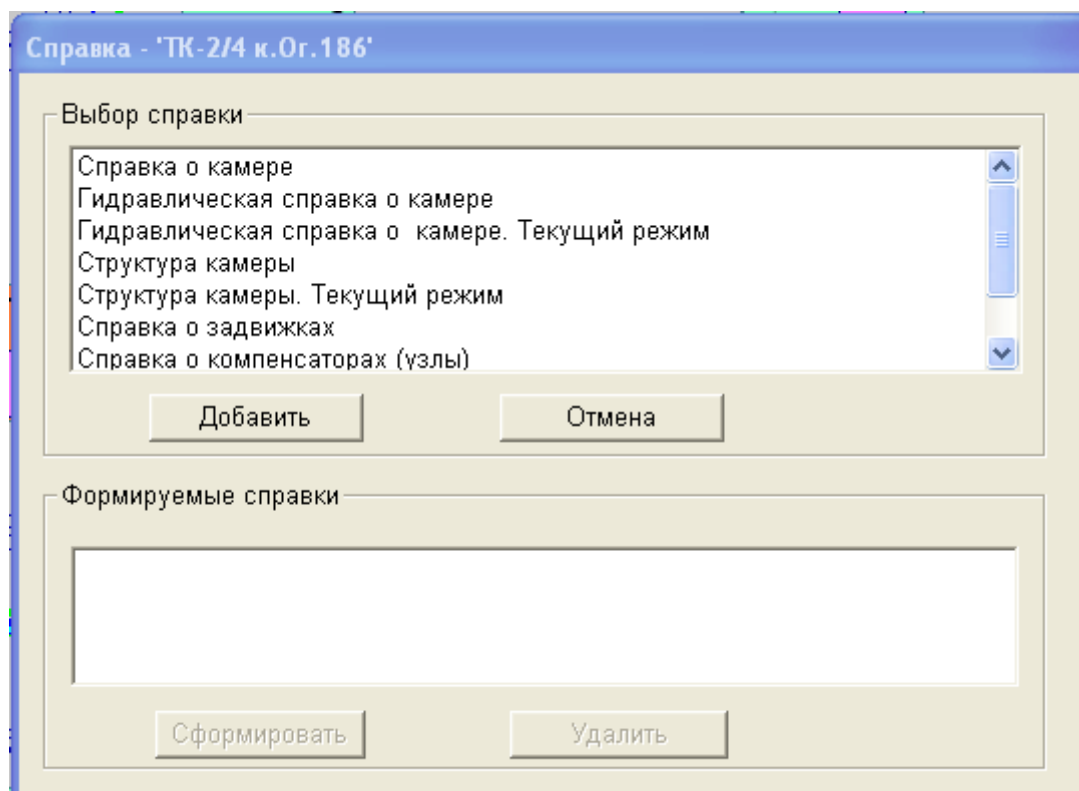 Справка - 'ТК-2/4 к.Ог.186'
Выбор справки
Справка о камере
Гидравлическая справка о камере
Гидравлическая справка о  камере. Текущий режим
Структура камеры
Структура камеры. Текущий режим
Справка о задвижках
Справка о компенсаторах (узлы)
Добавить Отмена
Формируемые справки
Сформировать Удалить